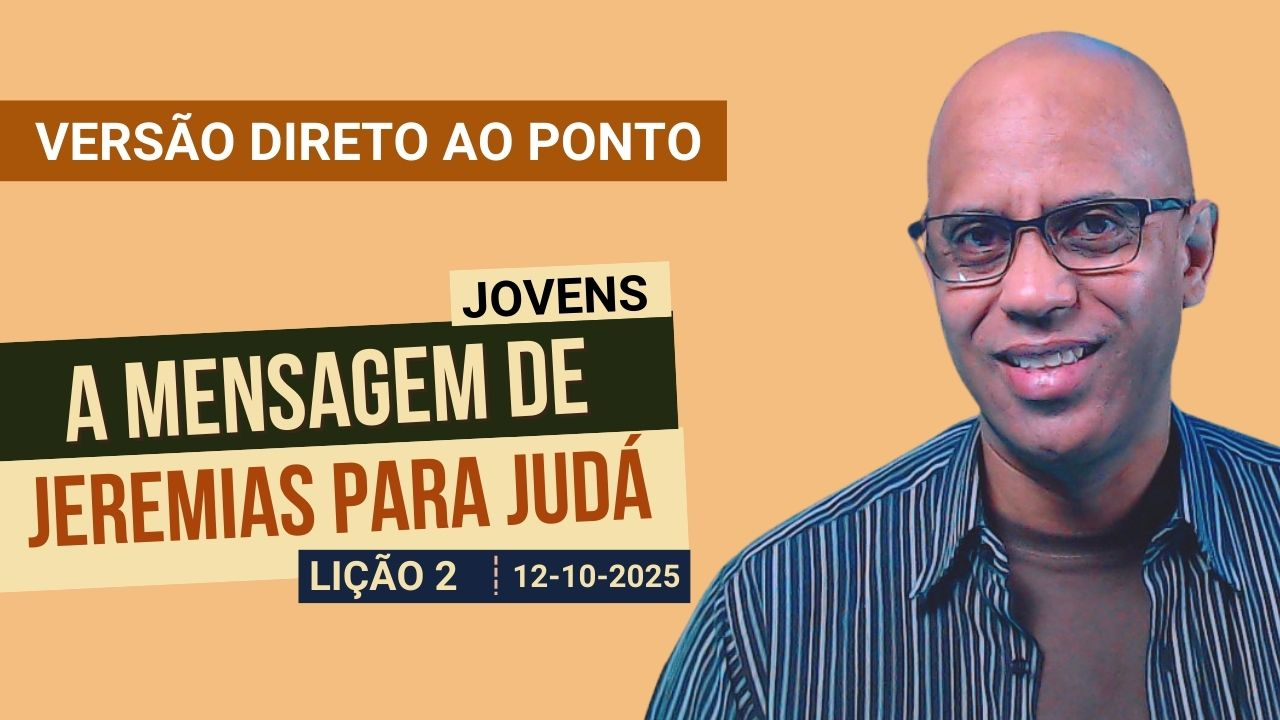 VERSÃO DIRETO AO PONTO
JOVENS
A MENSAGEM DE
JEREMIAS PARA JUDÁ
LIÇÃO 2 12-10-2025